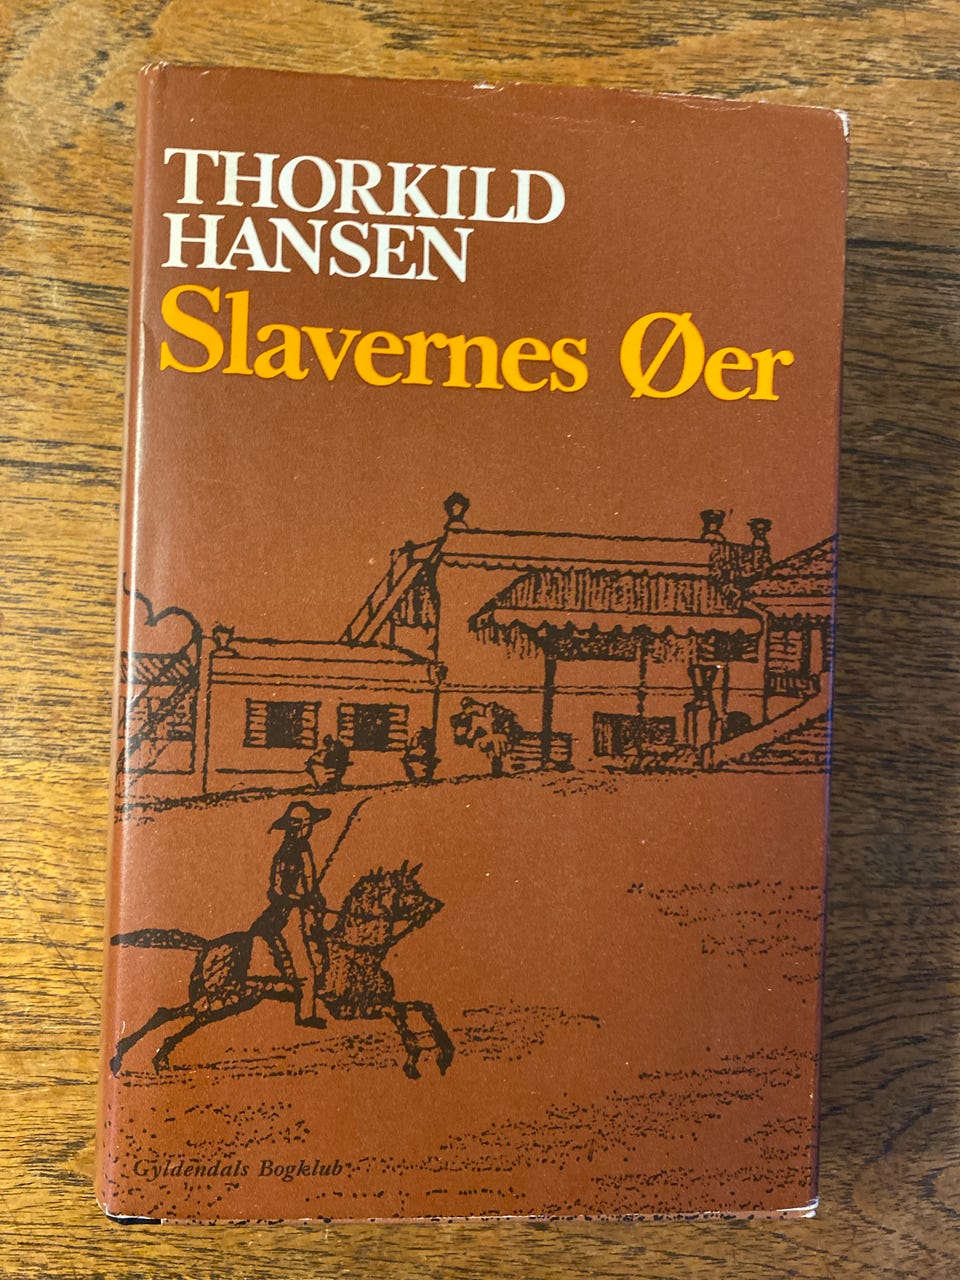 THORKILD
HANSEN
Slavernes Øer
Gyldendals Bogklub